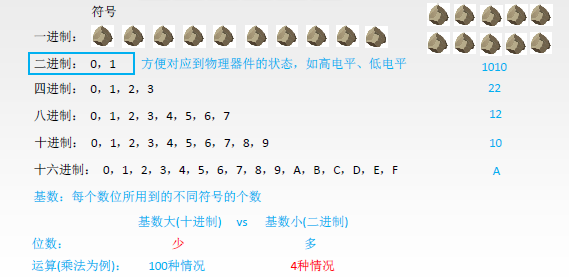 符号
一进制：
二进制： 0，1 方便对应到物理器件的状态，如高电平、低电平 1010
四进制： 0，1，2，3 22
八进制： 0，1，2，3，4，5，6，7 12
十进制： 0，1，2，3，4，5，6，7，8，9 10
十六进制： 0，1，2，3，4，5，6，7，8，9，A，B，C，D，E，F A
基数：每个数位所用到的不同符号的个数
基数大(十进制) vs 基数小(二进制)
位数： 少 多
运算(乘法为例)： 100种情况 4种情况